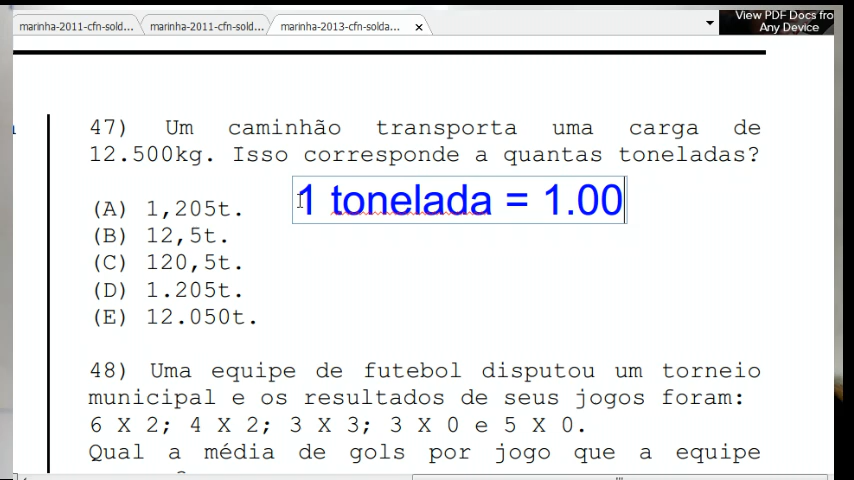 marinha-2011-cfn-sold... marinha-2011-cfn-sold... marinha-2013-cfn-solda...
View PDF Docs fro
Any Device
47) Um caminhão transporta uma carga de
12.500kg. Isso corresponde a quantas toneladas?
1 tonelada = 1.00
(A) 1,205t.
(B) 12,5t.
(C) 120,5t.
(D) 1.205t.
(E) 12.050t.
48) Uma equipe de futebol disputou um torneio
municipal e os resultados de seus jogos foram:
6 X 2; 4 X 2; 3 X 3; 3 X 0 e 5 X 0.
Qual a média de gols por jogo que a equipe